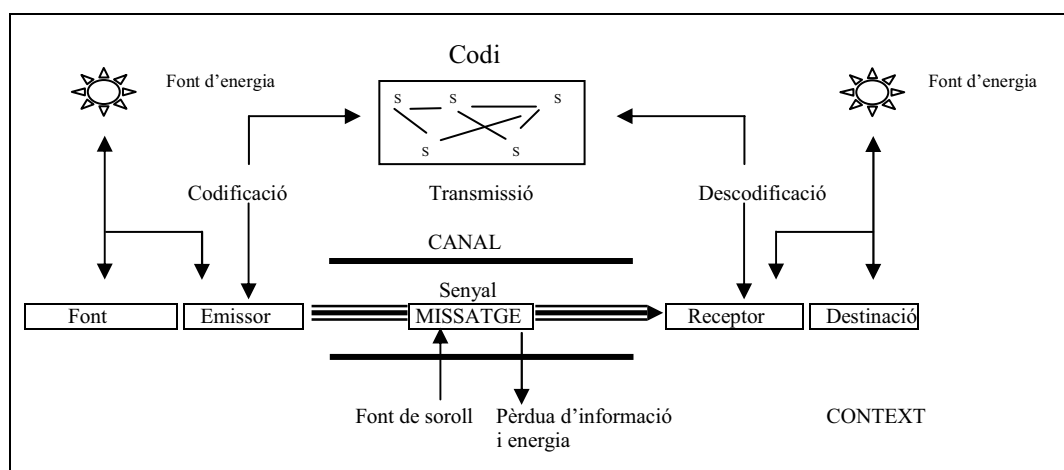 Codi
Font d'energia
Font d'energia
S S S
S S
Codificació
Transmissió
Descodificació
CANAL
Senyal
Font
Emissor
MISSATGE
Receptor
Destinació
Font de soroll
Pèrdua d'informació
i energia
CONTEXT